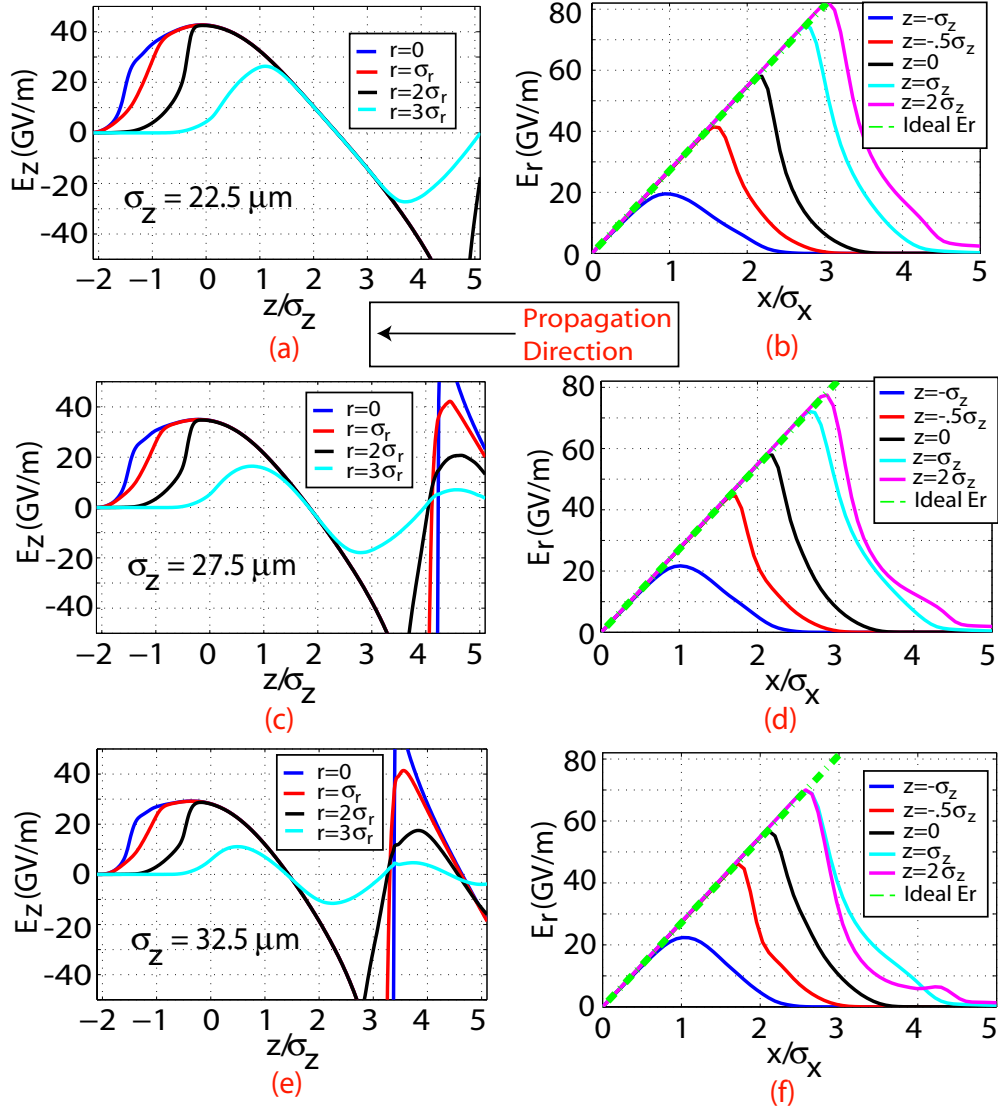 40
20
0
-20
-40
E_z (GV/m)
r=0
r=σ_r
r=2σ_r
r=3σ_r
σ_z = 22.5 μm
−2 −1 0 1 2 3 4 5
z/σ_z
(a)
80
60
40
20
0
E_r (GV/m)
z=-σ_z
z=-.5σ_z
z=0
z=σ_z
z=2σ_z
Ideal Er
0 1 2 3 4 5
x/σ_x
(b)
Propagation
Direction
40
20
0
-20
-40
E_z (GV/m)
r=0
r=σ_r
r=2σ_r
r=3σ_r
σ_z = 27.5 μm
−2 −1 0 1 2 3 4 5
z/σ_z
(c)
80
60
40
20
0
E_r (GV/m)
z=-σ_z
z=-.5σ_z
z=0
z=σ_z
z=2σ_z
Ideal Er
0 1 2 3 4 5
x/σ_x
(d)
40
20
0
-20
-40
E_z (GV/m)
r=0
r=σ_r
r=2σ_r
r=3σ_r
σ_z = 32.5 μm
−2 −1 0 1 2 3 4 5
z/σ_z
(e)
80
60
40
20
0
E_r (GV/m)
z=-σ_z
z=-.5σ_z
z=0
z=σ_z
z=2σ_z
Ideal Er
0 1 2 3 4 5
x/σ_x
(f)